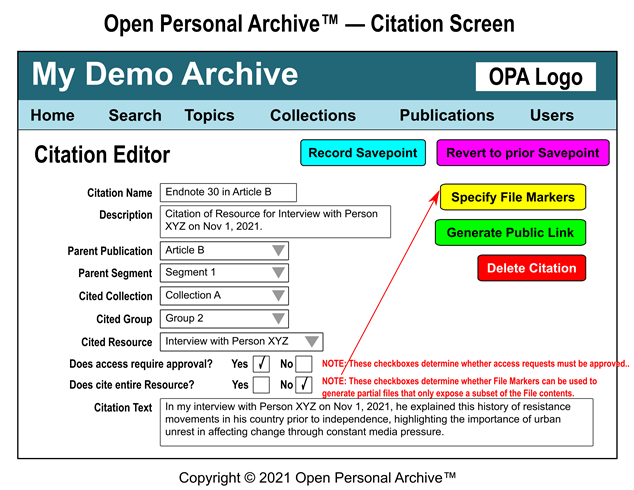 Open Personal Archive™ — Citation Screen
My Demo Archive
OPA Logo
Home Search Topics Collections Publications Users
Citation Editor
Record Savepoint
Revert to prior Savepoint
Citation Name Endnote 30 in Article B
Specify File Markers
Description Citation of Resource for Interview with Person
XYZ on Nov 1, 2021.
Generate Public Link
Parent Publication Article B
Delete Citation
Parent Segment Segment 1
Cited Collection Collection A
Cited Group Group 2
Cited Resource Interview with Person XYZ
Does access require approval? Yes √ No NOTE: These checkboxes determine whether access requests must be approved..
Does cite entire Resource? Yes No √ NOTE: These checkboxes determine whether File Markers can be used to
generate partial files that only expose a subset of the File contents.
Citation Text In my interview with Person XYZ on Nov 1, 2021, he explained this history of resistance
movements in his country prior to independence, highlighting the importance of urban
unrest in affecting change through constant media pressure.
Copyright © 2021 Open Personal Archive™